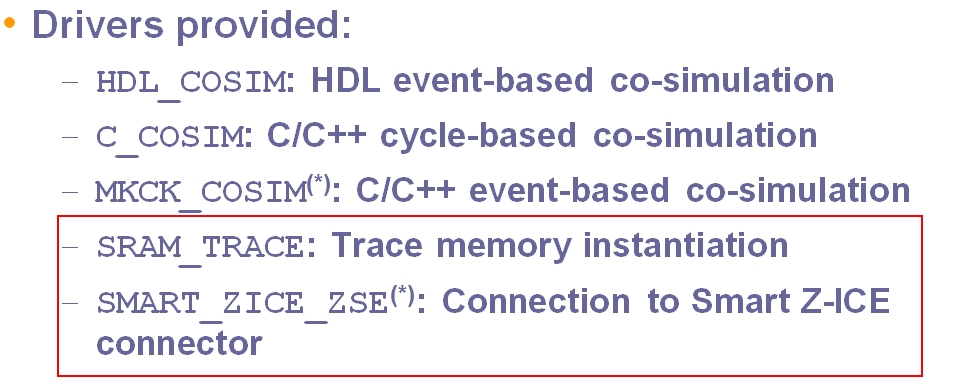 • Drivers provided:
– HDL_COSIM: HDL event-based co-simulation
– C_COSIM: C/C++ cycle-based co-simulation
– MKCK_COSIM(*): C/C++ event-based co-simulation
– SRAM_TRACE: Trace memory instantiation
– SMART_ZICE_ZSE(*): Connection to Smart Z-ICE
connector